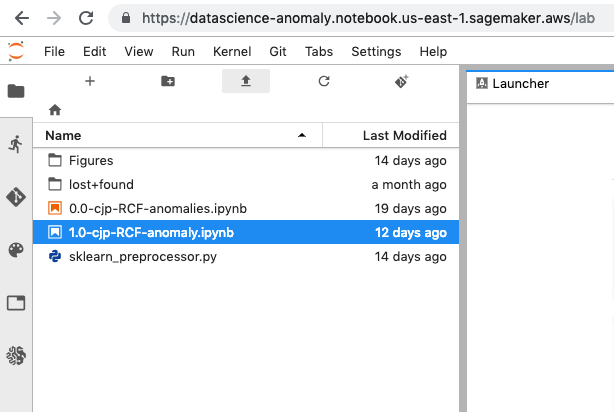 https://datascience-anomaly.notebook.us-east-1.sagemaker.aws/lab
File Edit View Run Kernel Git Tabs Settings Help
Launcher
Name Last Modified
Figures 14 days ago
lost+found a month ago
0.0-cjp-RCF-anomalies.ipynb 19 days ago
1.0-cjp-RCF-anomaly.ipynb 12 days ago
sklearn_preprocessor.py 14 days ago